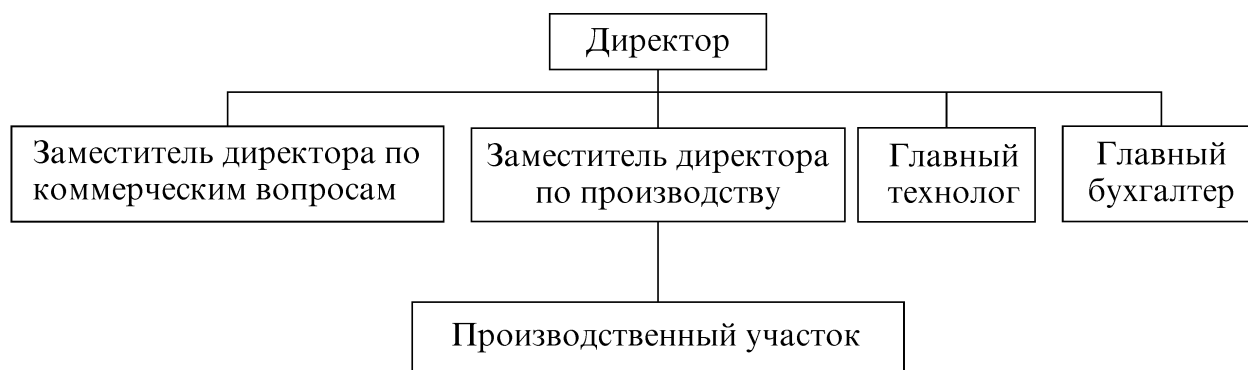 Директор
Заместитель директора по
коммерческим вопросам
Заместитель директора
по производству
Главный
технолог
Главный
бухгалтер
Производственный участок